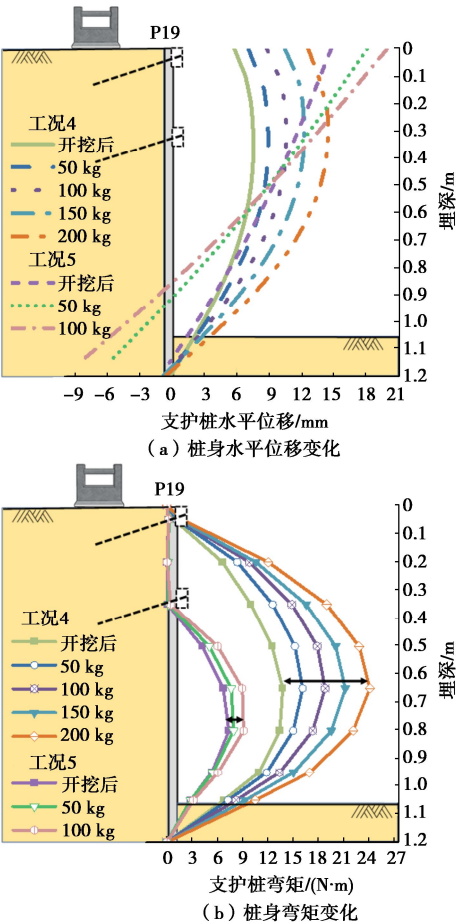 P19
工况4
开挖后
50 kg
100 kg
150 kg
200 kg
工况5
开挖后
50 kg
100 kg
0
0.1
0.2
0.3
0.4
0.5
0.6
0.7
0.8
0.9
1.0
1.1
1.2
埋深/m
-9 -6 -3 0 3 6 9 12 15 18 21
支护桩水平位移/mm
(a)桩身水平位移变化
P19
工况4
开挖后
50 kg
100 kg
150 kg
200 kg
工况5
开挖后
50 kg
100 kg
0
0.1
0.2
0.3
0.4
0.5
0.6
0.7
0.8
0.9
1.0
1.1
1.2
埋深/m
0 3 6 9 12 15 18 21 24 27
支护桩弯矩/(N·m)
(b)桩身弯矩变化